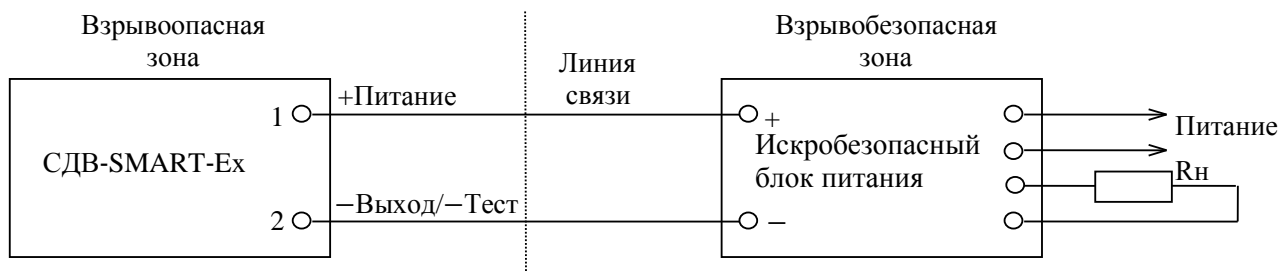 Взрывоопасная
зона
Взрывобезопасная
зона
Линия
связи
+Питание
1
+
Питание
СДВ-SMART-Ex
Искробезопасный
блок питания
Rн
−Выход/−Тест
2
−